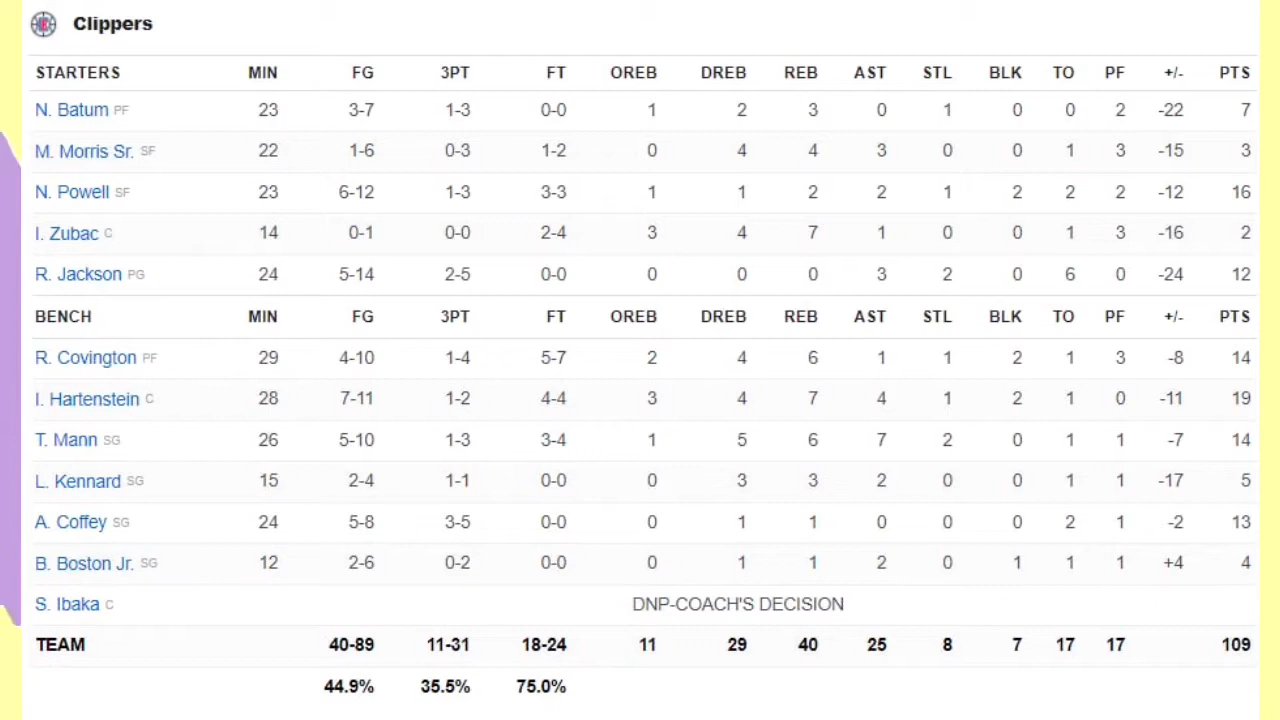 Clippers
STARTERS MIN FG 3PT FT OREB DREB REB AST STL BLK TO PF +/- PTS
N. Batum PF 23 3-7 1-3 0-0 1 2 3 0 1 0 0 2 -22 7
M. Morris Sr. SF 22 1-6 0-3 1-2 0 4 4 3 0 0 1 3 -15 3
N. Powell SF 23 6-12 1-3 3-3 1 1 2 2 1 2 2 2 -12 16
I. Zubac C 14 0-1 0-0 2-4 3 4 7 1 0 0 1 3 -16 2
R. Jackson PG 24 5-14 2-5 0-0 0 0 0 3 2 0 6 0 -24 12
BENCH MIN FG 3PT FT OREB DREB REB AST STL BLK TO PF +/- PTS
R. Covington PF 29 4-10 1-4 5-7 2 4 6 1 1 2 1 3 -8 14
I. Hartenstein C 28 7-11 1-2 4-4 3 4 7 4 1 2 1 0 -11 19
T. Mann SG 26 5-10 1-3 3-4 1 5 6 7 2 0 1 1 -7 14
L. Kennard SG 15 2-4 1-1 0-0 0 3 3 2 0 0 1 1 -17 5
A. Coffey SG 24 5-8 3-5 0-0 0 1 1 0 0 0 2 1 -2 13
B. Boston Jr. SG 12 2-6 0-2 0-0 0 1 1 2 0 1 1 1 +4 4
S. Ibaka C DNP-COACH'S DECISION
TEAM 40-89 11-31 18-24 11 29 40 25 8 7 17 17 109
44.9% 35.5% 75.0%